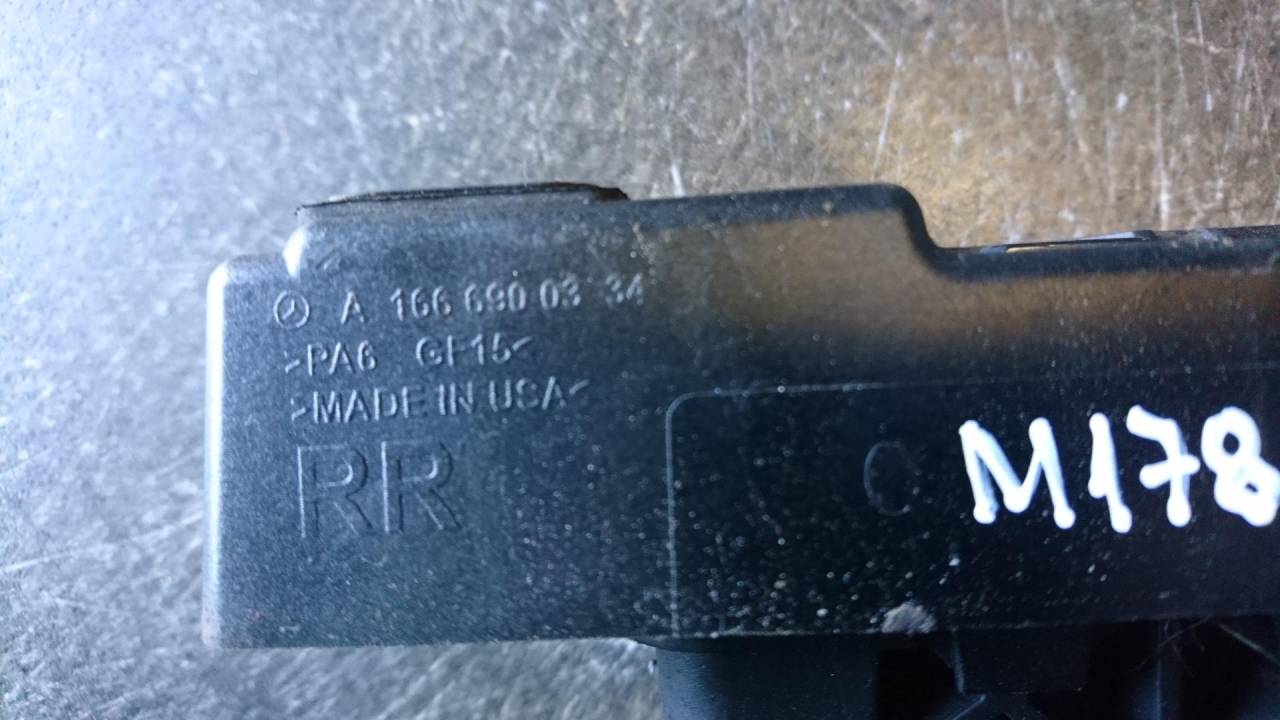 A 166 690 03 34
>PA6 GF15<
>MADE IN USA<
RR
C
M178